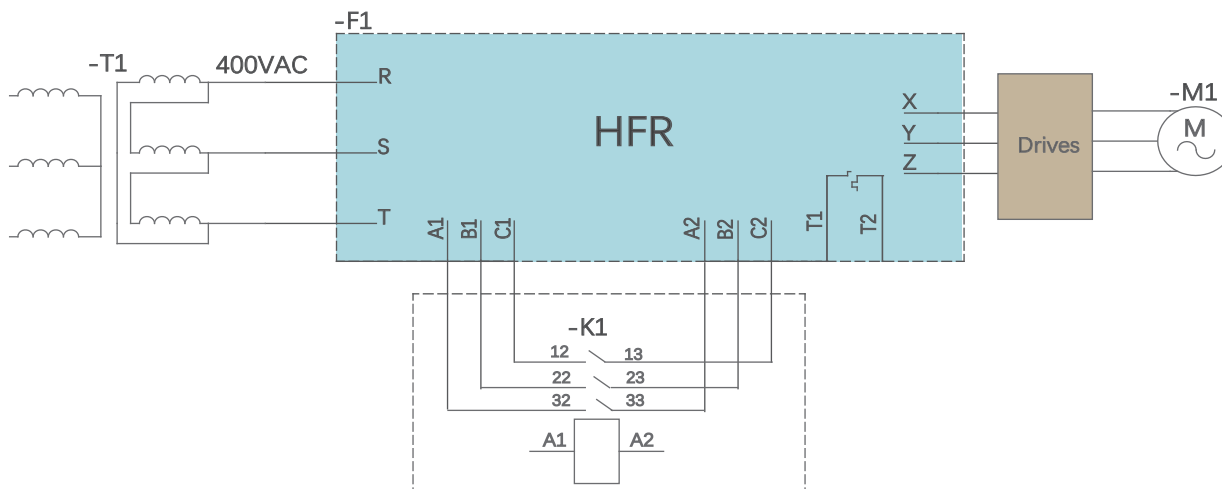 -F1
-T1
400VAC
R
HFR
X
-M1
M
Y
S
Drives
Z
T
A1
B1
C1
A2
B2
C2
T1
T2
-K1
12
13
22
23
32
33
A1
A2